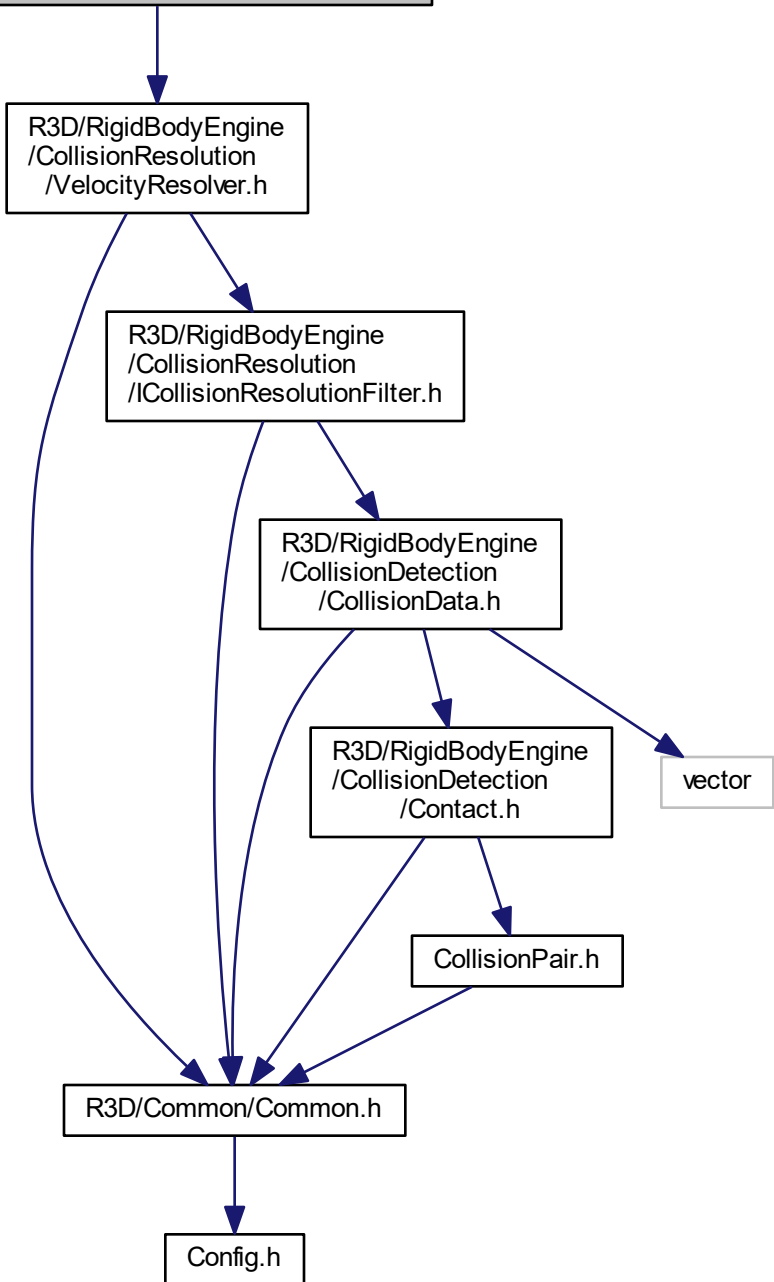 R3D/RigidBodyEngine
/CollisionResolution
/VelocityResolver.h
R3D/RigidBodyEngine
/CollisionResolution
/ICollisionResolutionFilter.h
R3D/RigidBodyEngine
/CollisionDetection
/CollisionData.h
R3D/RigidBodyEngine
/CollisionDetection
/Contact.h
vector
CollisionPair.h
R3D/Common/Common.h
Config.h